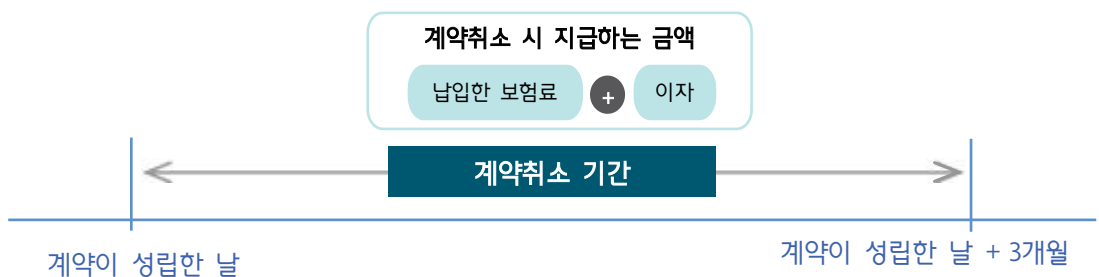 계약취소 시 지급하는 금액
납입한 보험료 + 이자
계약취소 기간
계약이 성립한 날
계약이 성립한 날 + 3개월